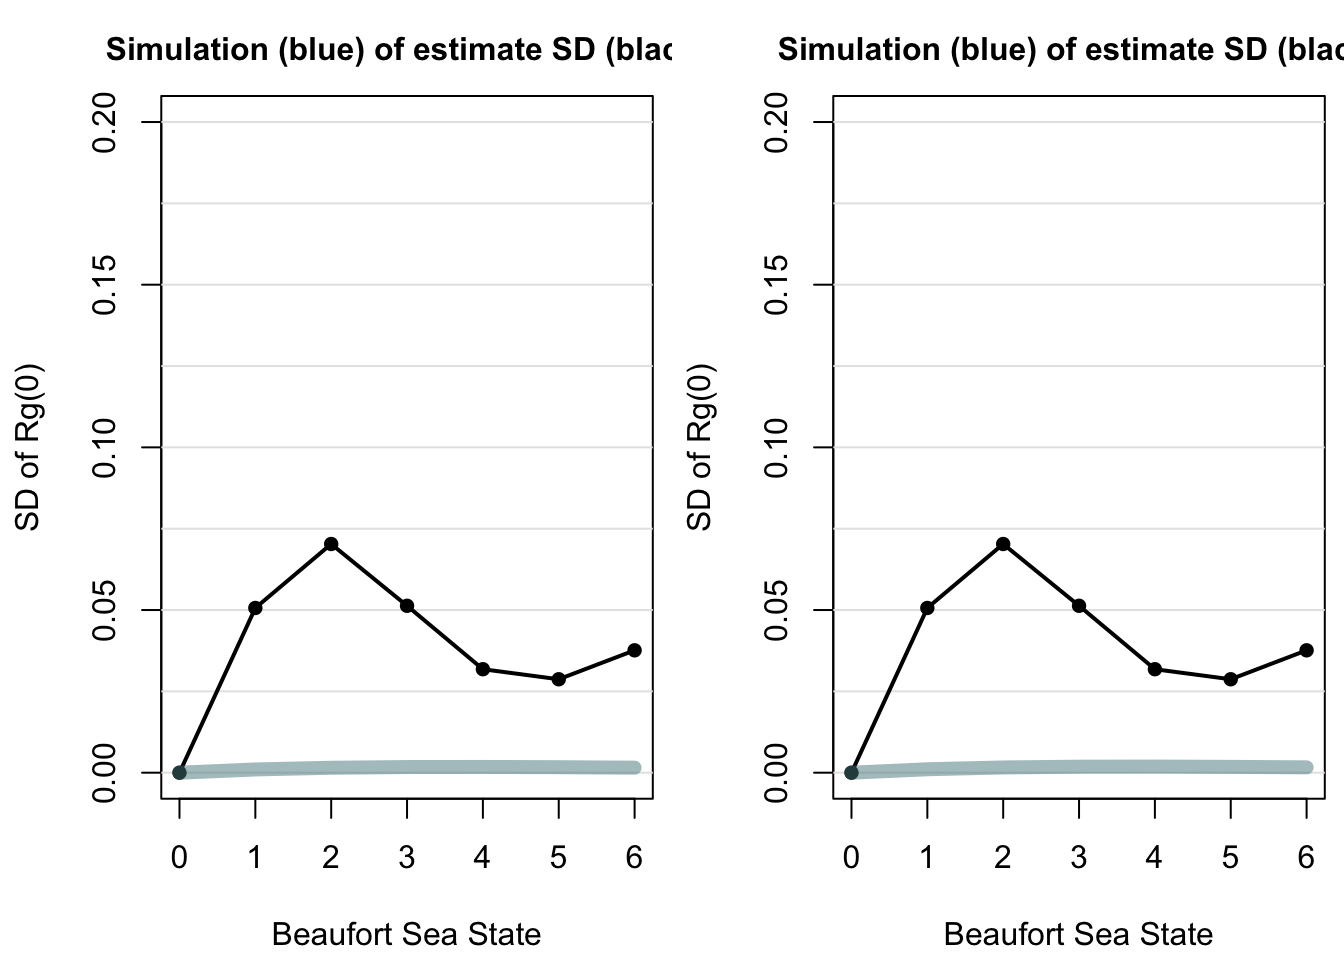 Simulation (blue) of estimate SD (blac
SD of Rg(0)
0.20
0.15
0.10
0.05
0.00
0 1 2 3 4 5 6
Beaufort Sea State
Simulation (blue) of estimate SD (blac
SD of Rg(0)
0.20
0.15
0.10
0.05
0.00
0 1 2 3 4 5 6
Beaufort Sea State